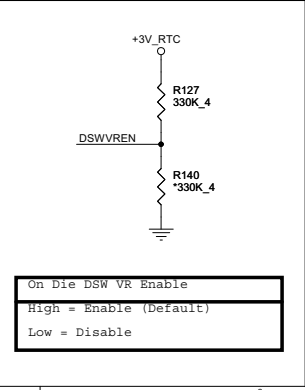 +3V_RTC
R127
330K_4
DSWVREN
R140
*330K_4
On Die DSW VR Enable
High = Enable (Default)
Low = Disable